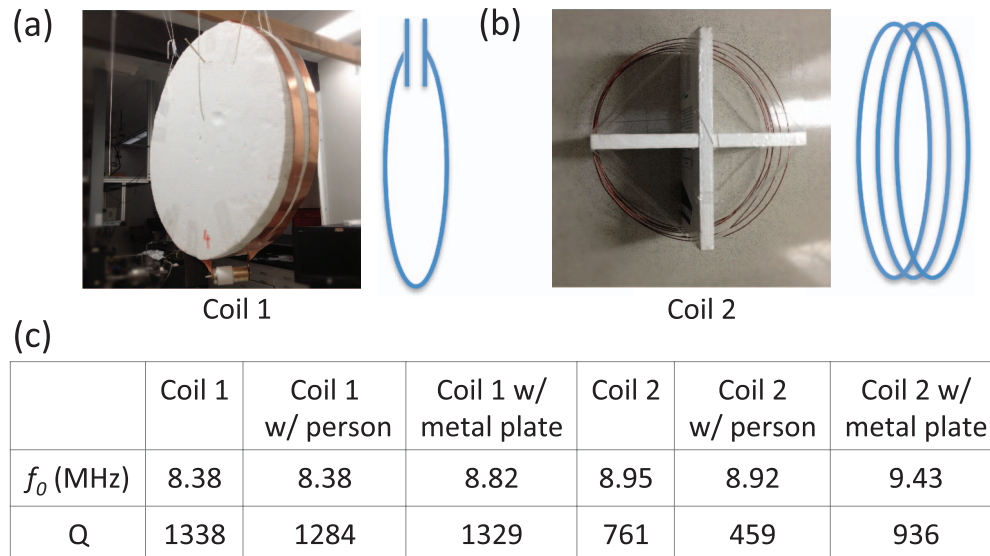 (a)
(b)
4
Coil 1
Coil 2
(c)
Coil 1 Coil 1 w/ person Coil 1 w/ metal plate Coil 2 Coil 2 w/ person Coil 2 w/ metal plate
f0 (MHz) 8.38 8.38 8.82 8.95 8.92 9.43
Q 1338 1284 1329 761 459 936